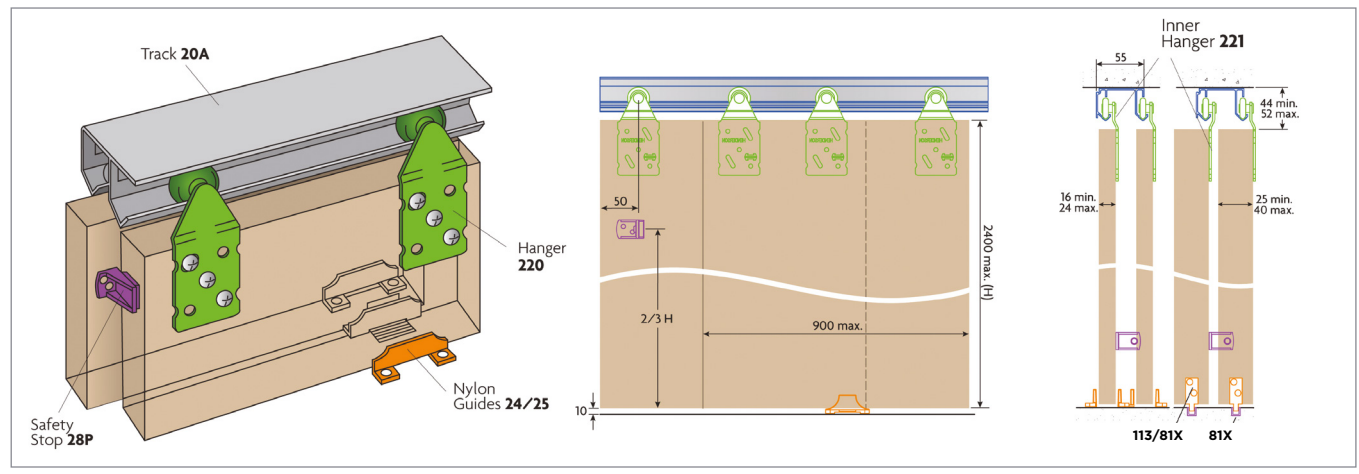 Track 20A
Hanger
220
Nylon
Guides 24/25
Safety
Stop 28P
50
2/3 H
900 max.
2400 max. (H)
10
Inner
Hanger 221
55
44 min.
52 max.
16 min.
24 max.
25 min.
40 max.
113/81X
81X